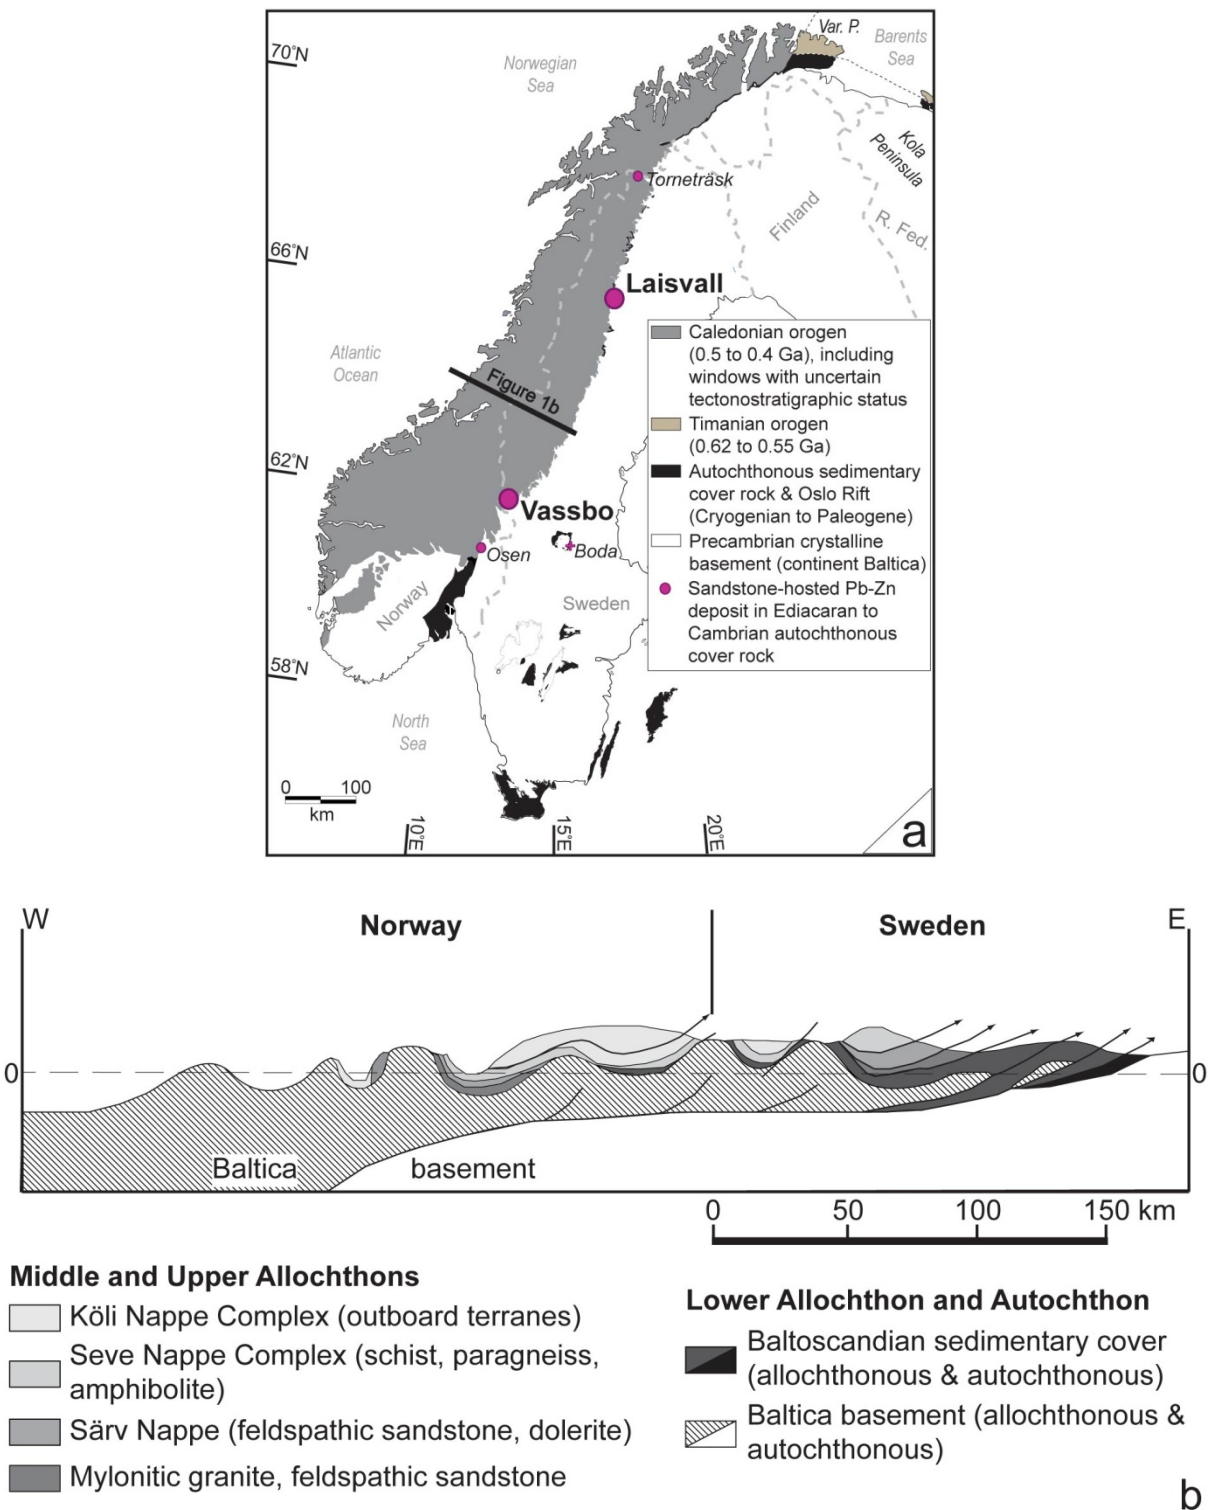 Var. P.
Barents
Sea
70°N
Norwegian
Sea
Kola
Peninsula
Torneträsk
Finland
R. Fed.
66°N
Laisvall
Atlantic
Ocean
Figure 1b
Caledonian orogen
(0.5 to 0.4 Ga), including
windows with uncertain
tectonostratigraphic status
Timanian orogen
(0.62 to 0.55 Ga)
Autochthonous sedimentary
cover rock & Oslo Rift
(Cryogenian to Paleogene)
Precambrian crystalline
basement (continent Baltica)
Sandstone-hosted Pb-Zn
deposit in Ediacaran to
Cambrian autochthonous
cover rock
62°N
Vassbo
Osen
Boda
Norway
Sweden
58°N
North
Sea
0 100
km
10°E
15°E
20°E
a
W
Norway
Sweden
E
0
0
Baltica basement
0 50 100 150 km
Middle and Upper Allochthons
Köli Nappe Complex (outboard terranes)
Seve Nappe Complex (schist, paragneiss,
amphibolite)
Särv Nappe (feldspathic sandstone, dolerite)
Mylonitic granite, feldspathic sandstone
Lower Allochthon and Autochthon
Baltoscandian sedimentary cover
(allochthonous & autochthonous)
Baltica basement (allochthonous &
autochthonous)
b